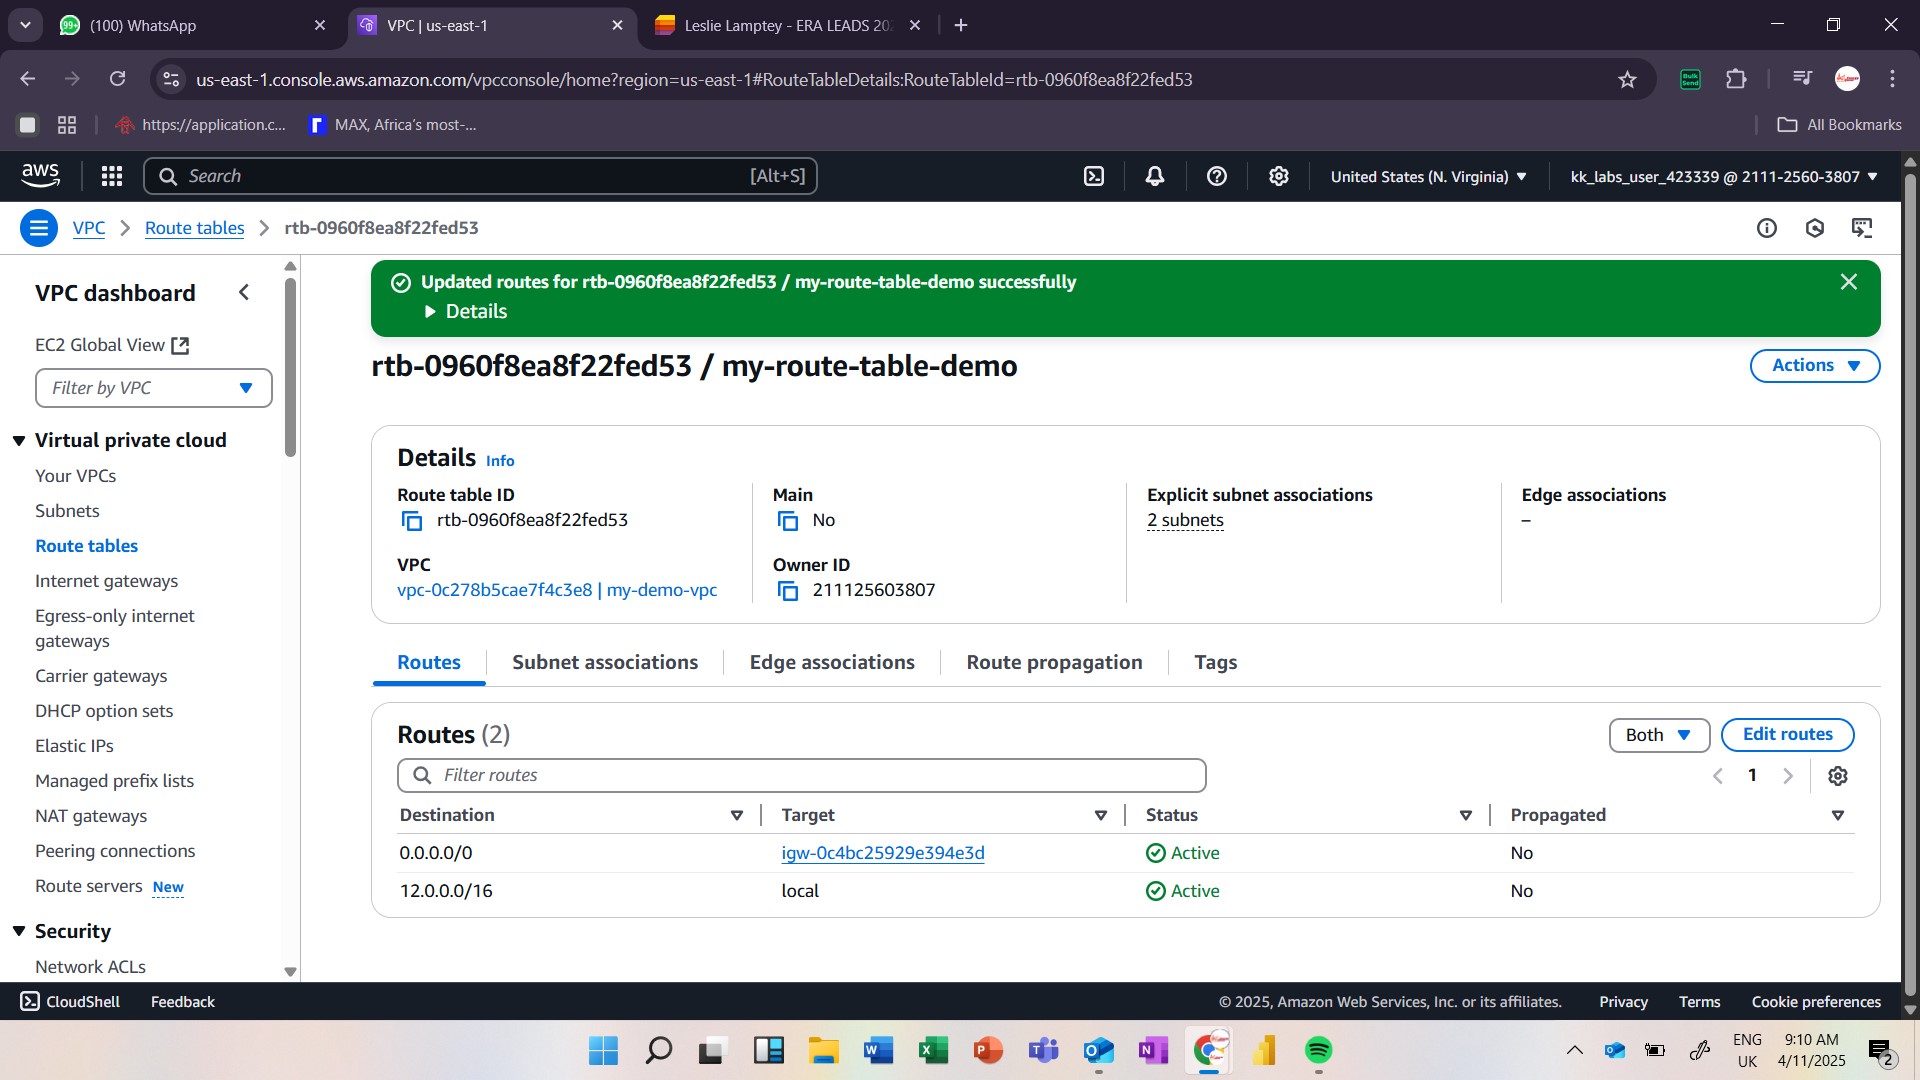 (100) WhatsApp
VPC | us-east-1
Leslie Lamptey - ERA LEADS 202
us-east-1.console.aws.amazon.com/vpcconsole/home?region=us-east-1#RouteTableDetails:RouteTableId=rtb-0960f8ea8f22fed53
https://application.c...
MAX, Africa's most-...
All Bookmarks
aws
Search
[Alt+S]
United States (N. Virginia)
kk_labs_user_423339 @ 2111-2560-3807
VPC
Route tables
rtb-0960f8ea8f22fed53
VPC dashboard
EC2 Global View
Filter by VPC
Virtual private cloud
Your VPCs
Subnets
Route tables
Internet gateways
Egress-only internet
gateways
Carrier gateways
DHCP option sets
Elastic IPs
Managed prefix lists
NAT gateways
Peering connections
Route servers New
Security
Network ACLs
Updated routes for rtb-0960f8ea8f22fed53 / my-route-table-demo successfully
Details
rtb-0960f8ea8f22fed53 / my-route-table-demo
Actions
Details Info
Route table ID
rtb-0960f8ea8f22fed53
Main
No
Explicit subnet associations
2 subnets
Edge associations
–
VPC
vpc-0c278b5cae7f4c3e8 | my-demo-vpc
Owner ID
211125603807
Routes
Subnet associations
Edge associations
Route propagation
Tags
Routes (2)
Both
Edit routes
Filter routes
1
Destination Target Status Propagated
0.0.0.0/0 igw-0c4bc25929e394e3d Active No
12.0.0.0/16 local Active No
CloudShell
Feedback
© 2025, Amazon Web Services, Inc. or its affiliates.
Privacy
Terms
Cookie preferences
ENG
UK
9:10 AM
4/11/2025
2